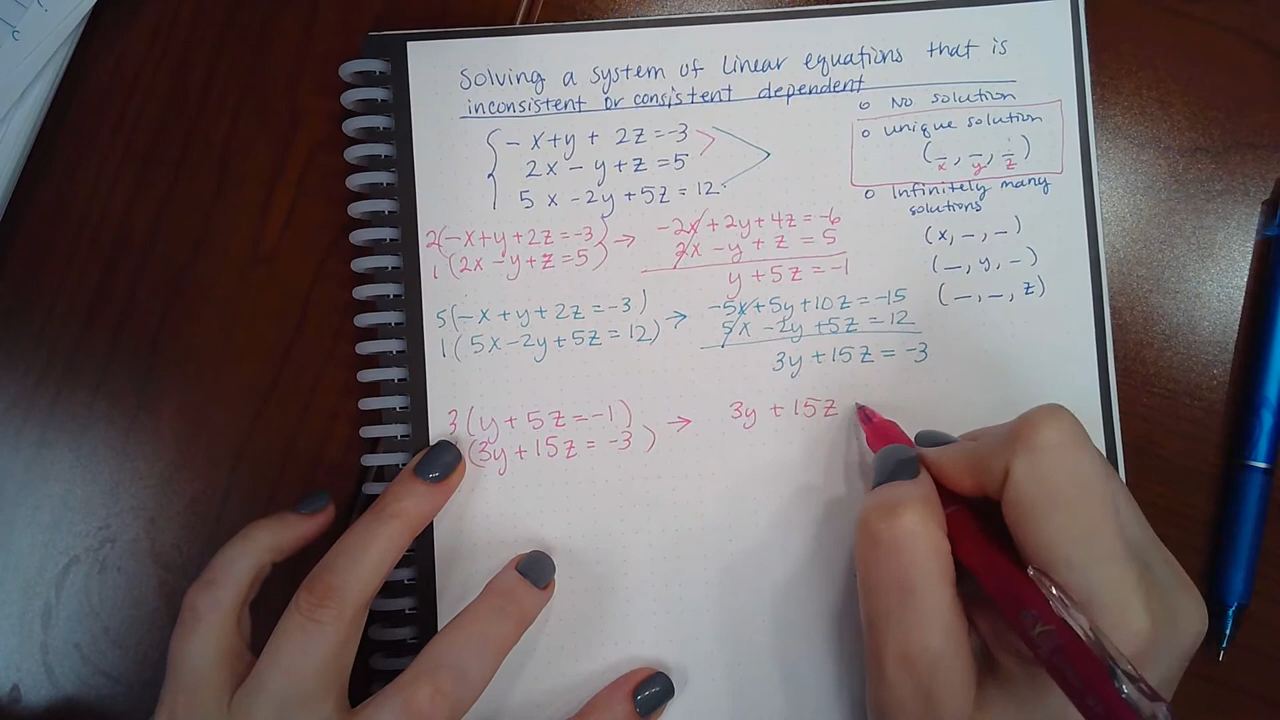 Solving a system of linear equations that is
inconsistent or consistent dependent
- x+y + 2z = -3
2x - y + z = 5
5x -2y + 5z = 12
o No solution
o unique solution
(_, _, _)
x y z
o Infinitely many
solutions
(x, -, -)
(_, y, -)
(_, _, z)
2(-x+y+2z=-3) → -2x+2y+4z=-6
1(2x-y+z=5) 2x-y+z=5
y+5z=-1
5(-x+y+2z=-3) → -5x+5y+10z=-15
1(5x-2y+5z=12) 5x-2y+5z=12
3y+15z=-3
3(y+5z=-1) → 3y+15z
(3y+15z=-3)